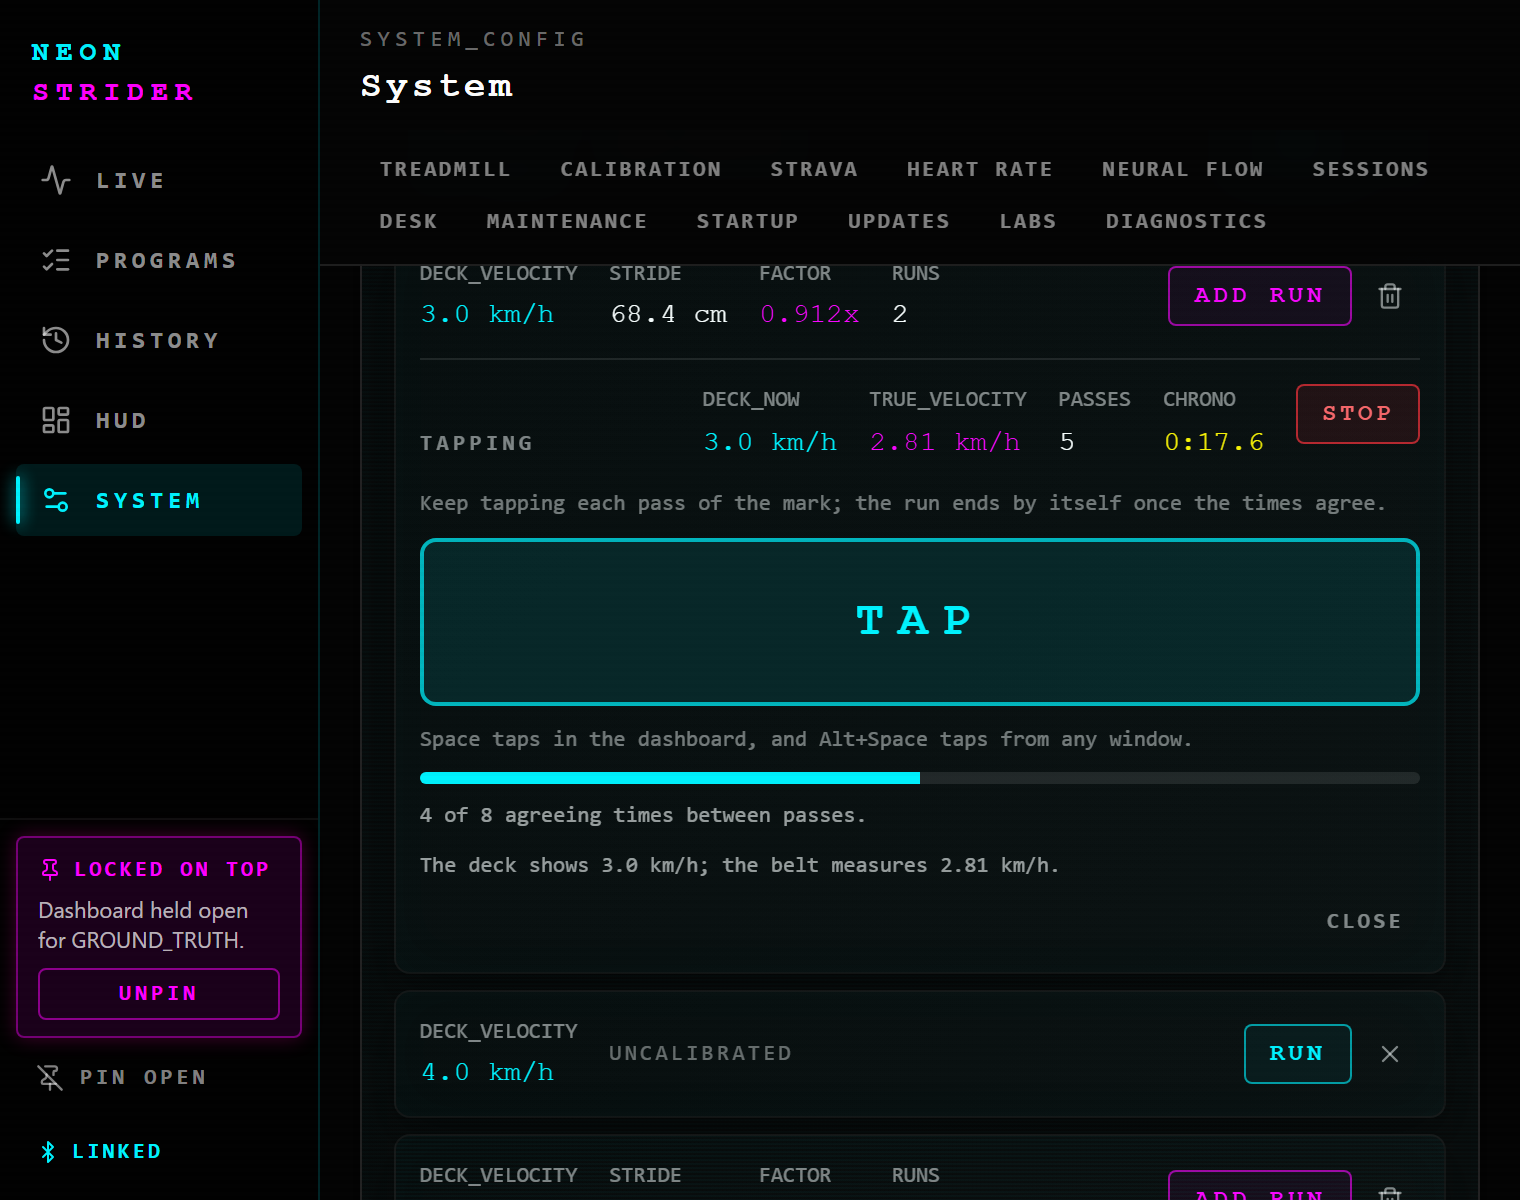 NEON
STRIDER
LIVE
PROGRAMS
HISTORY
HUD
SYSTEM
LOCKED ON TOP
Dashboard held open
for GROUND_TRUTH.
UNPIN
PIN OPEN
LINKED
SYSTEM_CONFIG
System
TREADMILL CALIBRATION STRAVA HEART RATE NEURAL FLOW SESSIONS
DESK MAINTENANCE STARTUP UPDATES LABS DIAGNOSTICS
DECK_VELOCITY STRIDE FACTOR RUNS
3.0 km/h 68.4 cm 0.912x 2
ADD RUN
DECK_NOW TRUE_VELOCITY PASSES CHRONO
TAPPING 3.0 km/h 2.81 km/h 5 0:17.6
STOP
Keep tapping each pass of the mark; the run ends by itself once the times agree.
TAP
Space taps in the dashboard, and Alt+Space taps from any window.
4 of 8 agreeing times between passes.
The deck shows 3.0 km/h; the belt measures 2.81 km/h.
CLOSE
DECK_VELOCITY
4.0 km/h
UNCALIBRATED
RUN
DECK_VELOCITY STRIDE FACTOR RUNS
ADD RUN